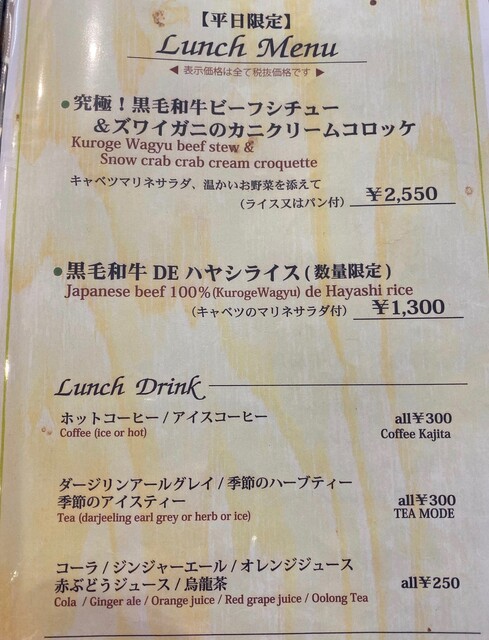 【平日限定】
Lunch Menu
◀ 表示価格は全て税抜価格です ▶
●究極！黒毛和牛ビーフシチュー
＆ズワイガニのカニクリームコロッケ
Kuroge Wagyu beef stew &
Snow crab crab cream croquette
キャベツマリネサラダ、温かいお野菜を添えて
（ライス又はパン付） ￥2,550
●黒毛和牛 DE ハヤシライス ( 数量限定 )
Japanese beef 100%(KurogeWagyu) de Hayashi rice
（キャベツのマリネサラダ付） ￥1,300
Lunch Drink
ホットコーヒー / アイスコーヒー all¥300
Coffee (ice or hot) Coffee Kajita
ダージリンアールグレイ / 季節のハーブティー
季節のアイスティー all¥300
Tea (darjeeling earl grey or herb or ice) TEA MODE
コーラ / ジンジャーエール / オレンジジュース
赤ぶどうジュース / 烏龍茶 all¥250
Cola / Ginger ale / Orange juice / Red grape juice / Oolong Tea